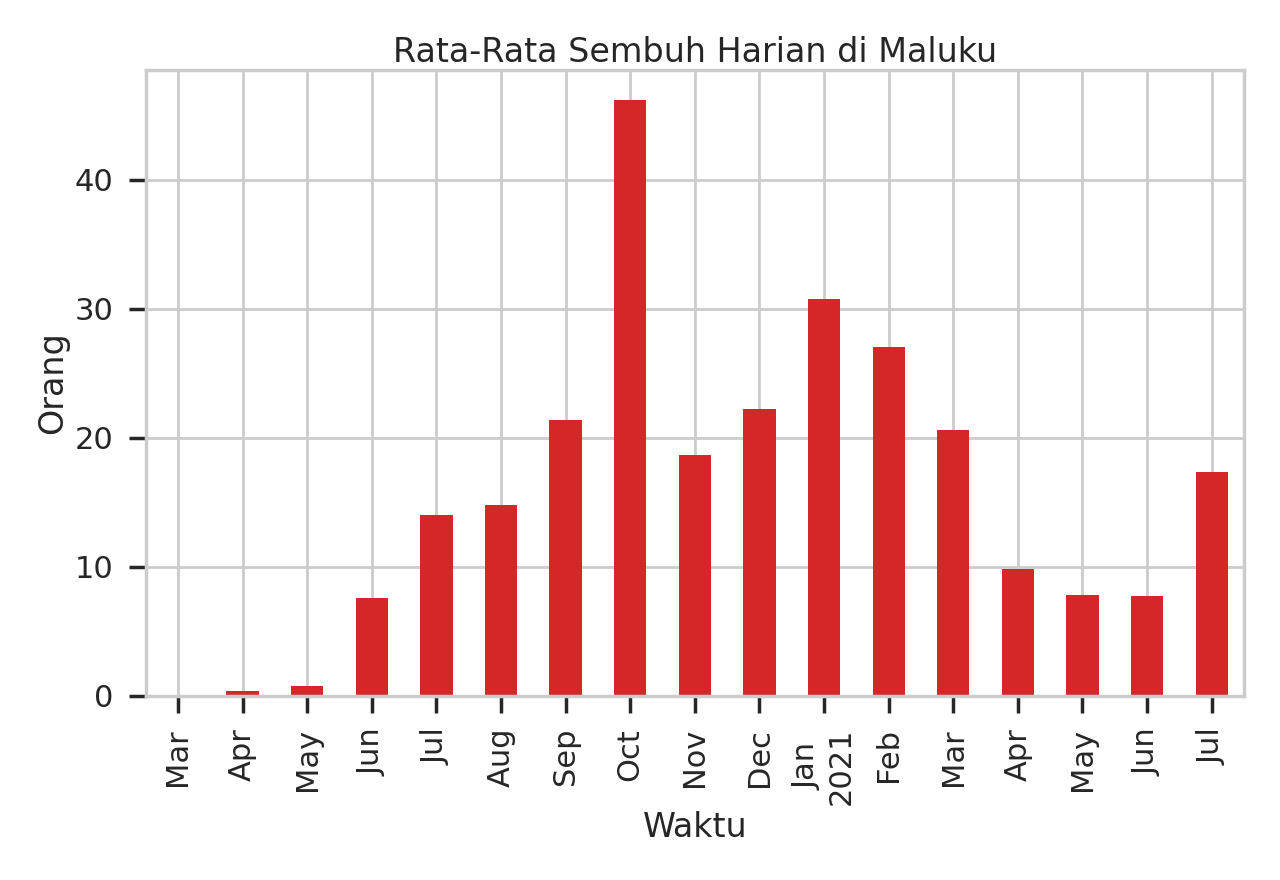 Rata-Rata Sembuh Harian di Maluku
Orang
40
30
20
10
0
Mar
Apr
May
Jun
Jul
Aug
Sep
Oct
Nov
Dec
Jan
2021
Feb
Mar
Apr
May
Jun
Jul
Waktu